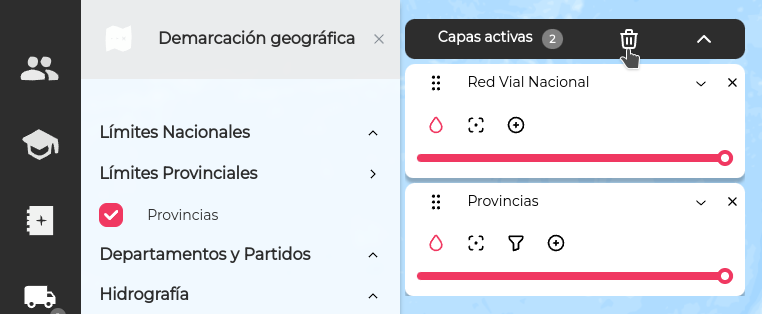 Demarcación geográfica
Límites Nacionales
Límites Provinciales
Provincias
Departamentos y Partidos
Hidrografía
Capas activas 2
Red Vial Nacional
Provincias